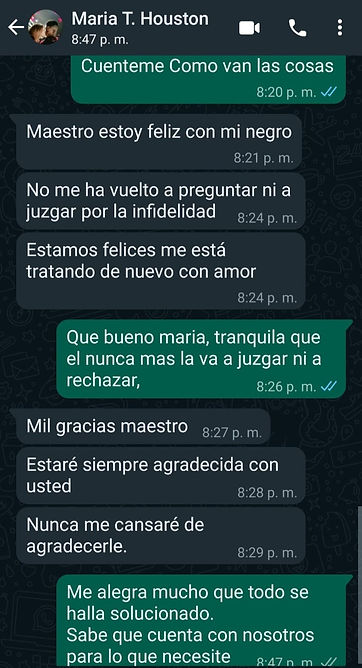 Maria T. Houston
8:47 p. m.
Cuenteme Como van las cosas
8:20 p. m.
Maestro estoy feliz con mi negro
8:21 p. m.
No me ha vuelto a preguntar ni a
juzgar por la infidelidad
8:24 p. m.
Estamos felices me está
tratando de nuevo con amor
8:24 p. m.
Que bueno maria, tranquila que
el nunca mas la va a juzgar ni a
rechazar,
8:26 p. m.
Mil gracias maestro
8:27 p. m.
Estaré siempre agradecida con
usted
8:28 p. m.
Nunca me cansaré de
agradecerle.
8:29 p. m.
Me alegra mucho que todo se
halla solucionado.
Sabe que cuenta con nosotros
para lo que necesite
8:47 p. m.